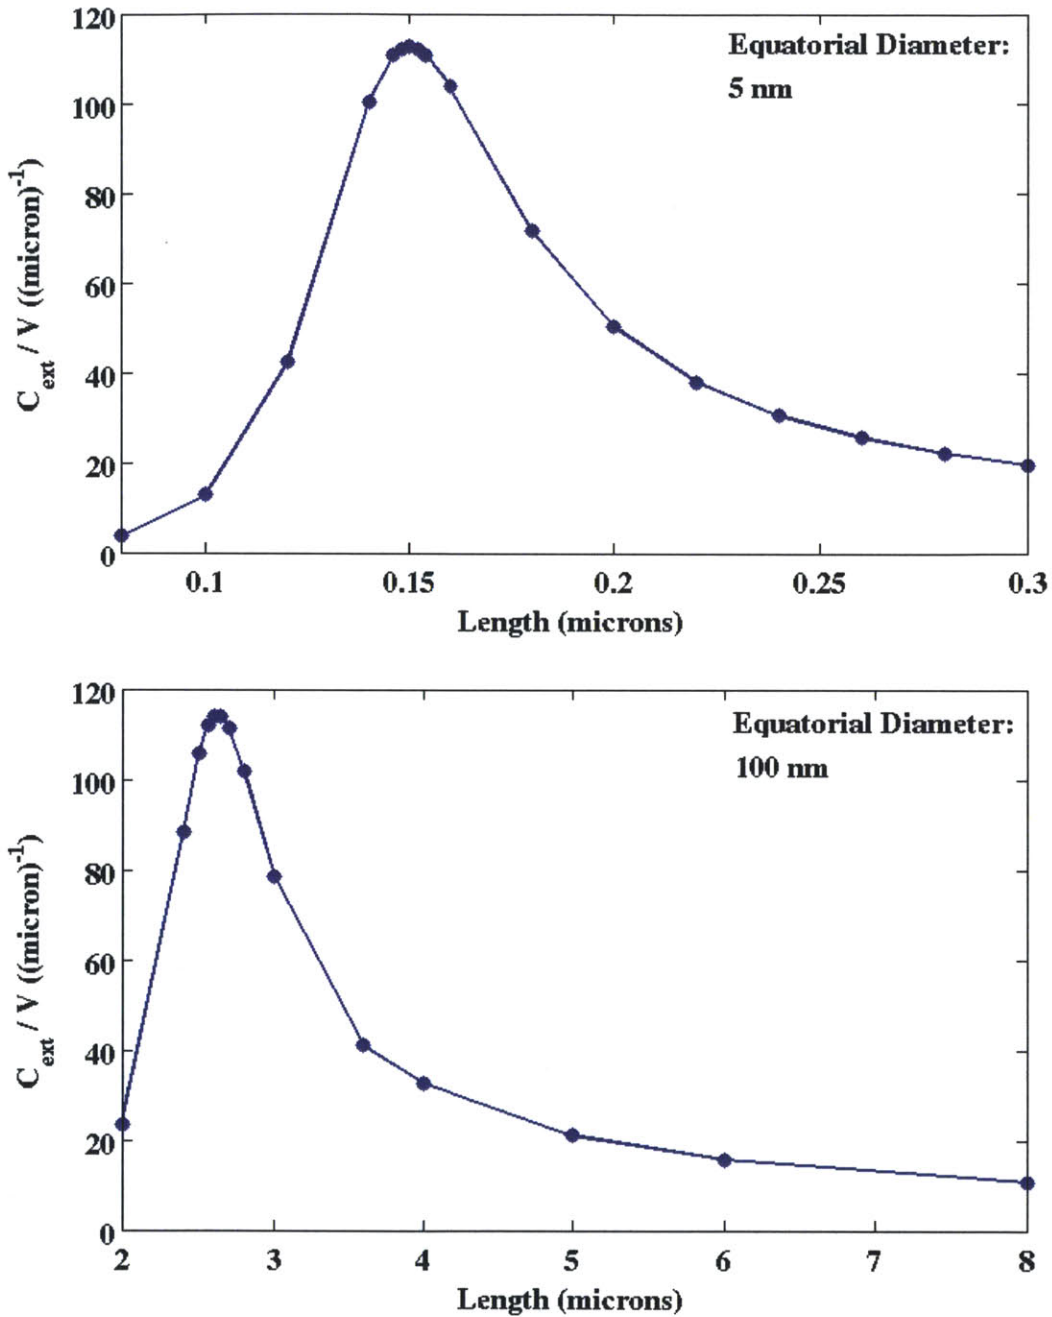 120
100
80
60
40
20
0
C_ext / V ((micron)^-1)
Equatorial Diameter:
5 nm
0.1 0.15 0.2 0.25 0.3
Length (microns)
120
100
80
60
40
20
0
C_ext / V ((micron)^-1)
Equatorial Diameter:
100 nm
2 3 4 5 6 7 8
Length (microns)